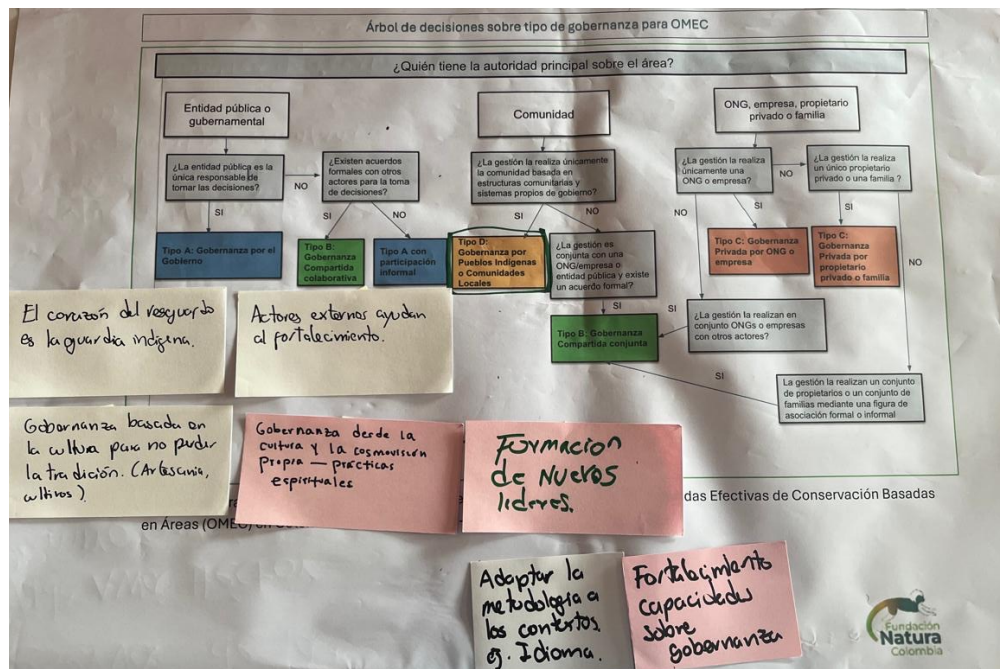 Árbol de decisiones sobre tipo de gobernanza para OMEC
¿Quién tiene la autoridad principal sobre el área?
Entidad pública o
gubernamental
Comunidad
ONG, empresa, propietario
privado o familia
¿La entidad pública es la
única responsable de
tomar las decisiones?
NO
¿Existen acuerdos
formales con otros
actores para la toma
de decisiones?
¿La gestión la realiza únicamente
la comunidad basada en
estructuras comunitarias y
sistemas propios de gobierno?
¿La gestión la realiza
únicamente una
ONG o empresa?
NO
¿La gestión la realiza
un único propietario
privado o una familia ?
SI
SI
NO
SI
NO
NO
SI
SI
NO
Tipo A: Gobernanza por el
Gobierno
Tipo B:
Gobernanza
Compartida
colaborativa
Tipo A con
participación
informal
Tipo D:
Gobernanza por
Pueblos Indígenas
o Comunidades
Locales
¿La gestión es
conjunta con una
ONG/empresa o
entidad pública y existe
un acuerdo formal?
Tipo C: Gobernanza
Privada por ONG o
empresa
Tipo C:
Gobernanza
Privada por
propietario
privado o familia
SI
Tipo B: Gobernanza
Compartida conjunta
¿La gestión la realizan en
conjunto ONGs o empresas
con otros actores?
SI
La gestión la realizan un conjunto
de propietarios o un conjunto
de familias mediante una figura de
asociación formal o informal
El corazón del resguardo
es la guardia indígena.
Actores externos ayudan
al fortalecimiento.
Gobernanza basada en
la cultura para no perder
la tradición. (Artesanía,
cultivos).
Gobernanza desde la
cultura y la cosmovisión
propia — prácticas
espirituales
Formacion
de Nuevos
lideres.
das Efectivas de Conservación Basadas
en Áreas (OMEC)
Adaptar la
metodología a
los contextos.
ej. Idioma.
Fortalecimiento
capacidades
sobre
gobernanza
Fundación
Natura
Colombia